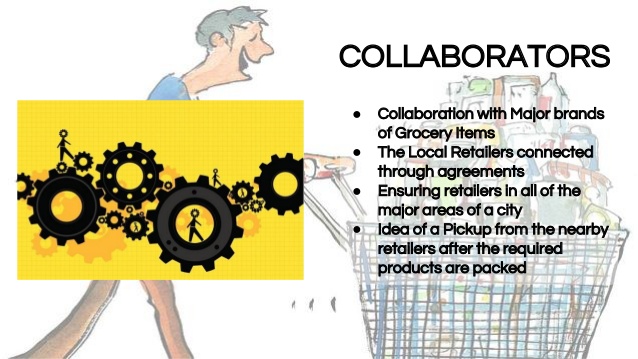 COLLABORATORS
● Collaboration with Major brands
of Grocery Items
● The Local Retailers connected
through agreements
● Ensuring retailers in all of the
major areas of a city
● Idea of a Pickup from the nearby
retailers after the required
products are packed